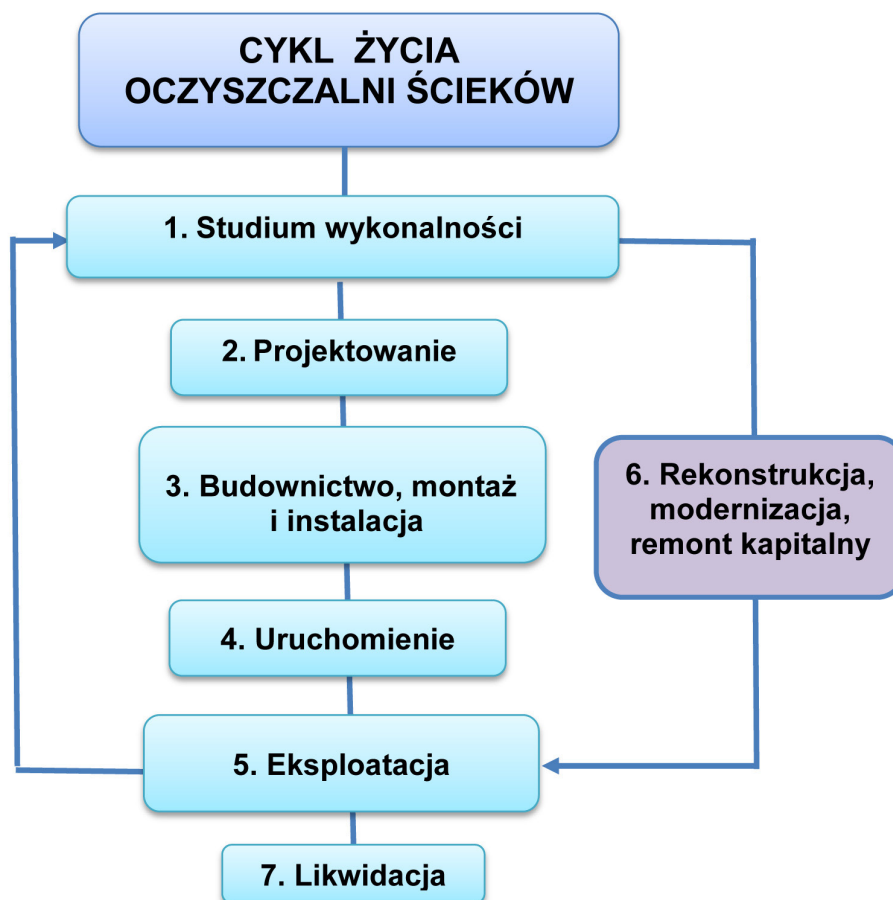 CYKL ŻYCIA
OCZYSZCZALNI ŚCIEKÓW
1. Studium wykonalności
2. Projektowanie
3. Budownictwo, montaż
i instalacja
6. Rekonstrukcja,
modernizacja,
remont kapitalny
4. Uruchomienie
5. Eksploatacja
7. Likwidacja